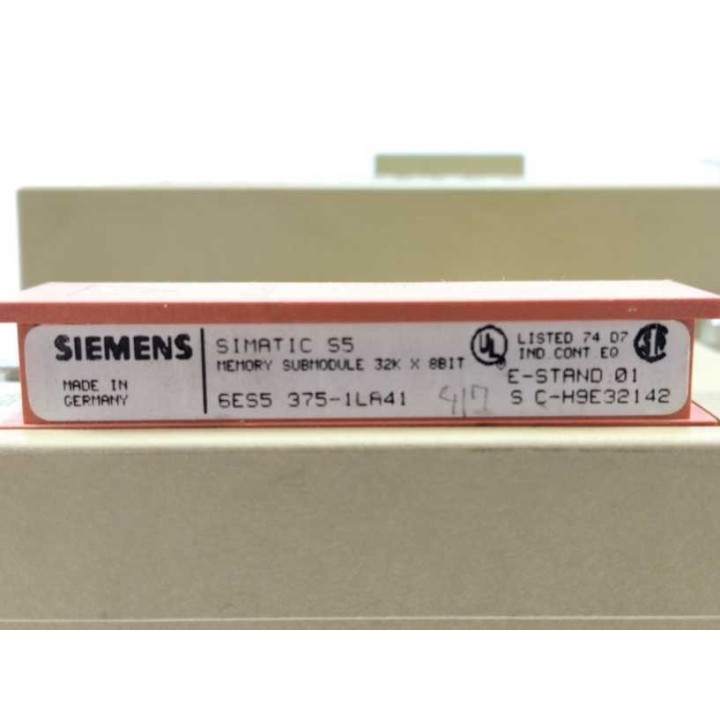 SIEMENS
MADE IN
GERMANY
SIMATIC S5
MEMORY SUBMODULE 32K X 8BIT
6ES5 375-1LA41
UL
®
LISTED 74 D7
IND.CONT.EQ
E-STAND.01
S C-H9E32142